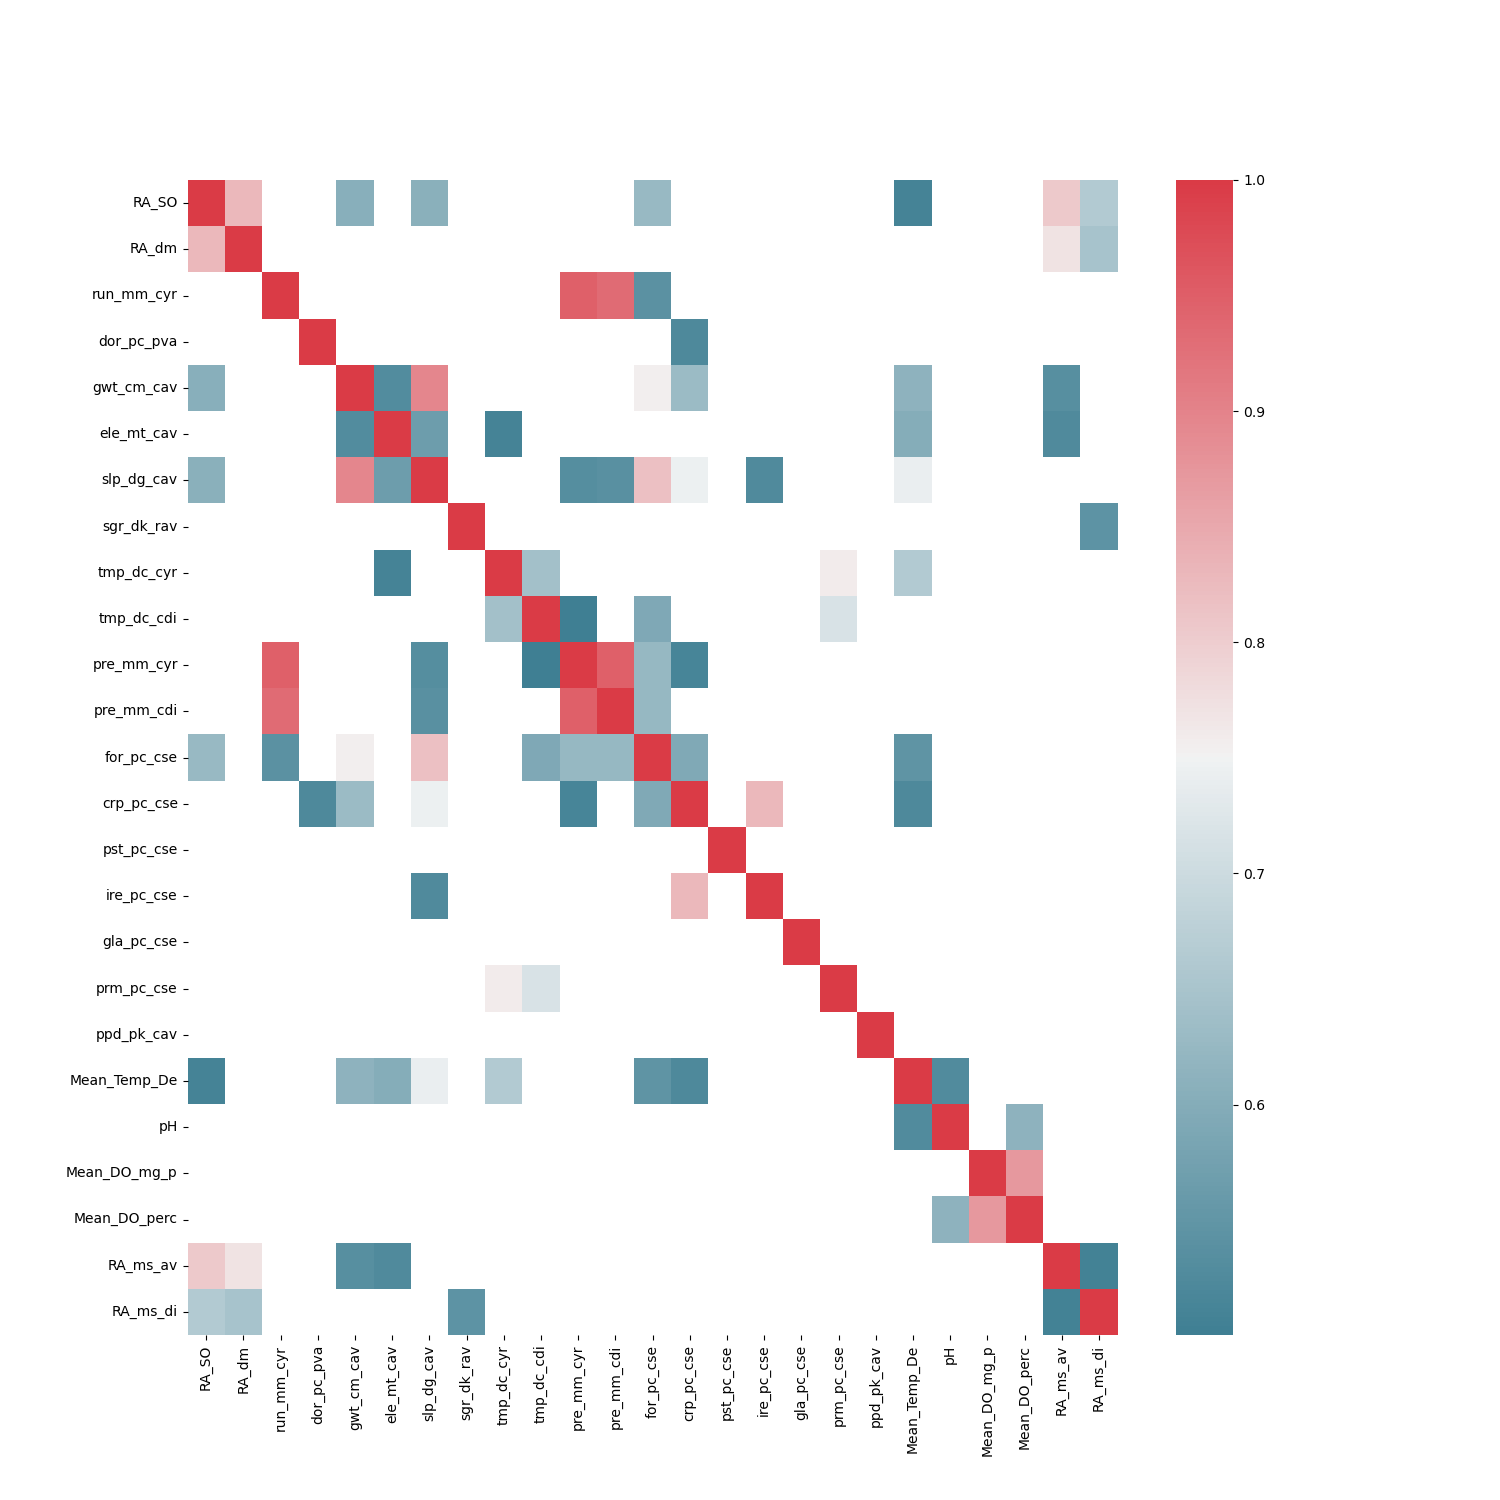 RA_SO
RA_dm
run_mm_cyr
dor_pc_pva
gwt_cm_cav
ele_mt_cav
slp_dg_cav
sgr_dk_rav
tmp_dc_cyr
tmp_dc_cdi
pre_mm_cyr
pre_mm_cdi
for_pc_cse
crp_pc_cse
pst_pc_cse
ire_pc_cse
gla_pc_cse
prm_pc_cse
ppd_pk_cav
Mean_Temp_De
pH
Mean_DO_mg_p
Mean_DO_perc
RA_ms_av
RA_ms_di
RA_SO
RA_dm
run_mm_cyr
dor_pc_pva
gwt_cm_cav
ele_mt_cav
slp_dg_cav
sgr_dk_rav
tmp_dc_cyr
tmp_dc_cdi
pre_mm_cyr
pre_mm_cdi
for_pc_cse
crp_pc_cse
pst_pc_cse
ire_pc_cse
gla_pc_cse
prm_pc_cse
ppd_pk_cav
Mean_Temp_De
pH
Mean_DO_mg_p
Mean_DO_perc
RA_ms_av
RA_ms_di
1.0
0.9
0.8
0.7
0.6